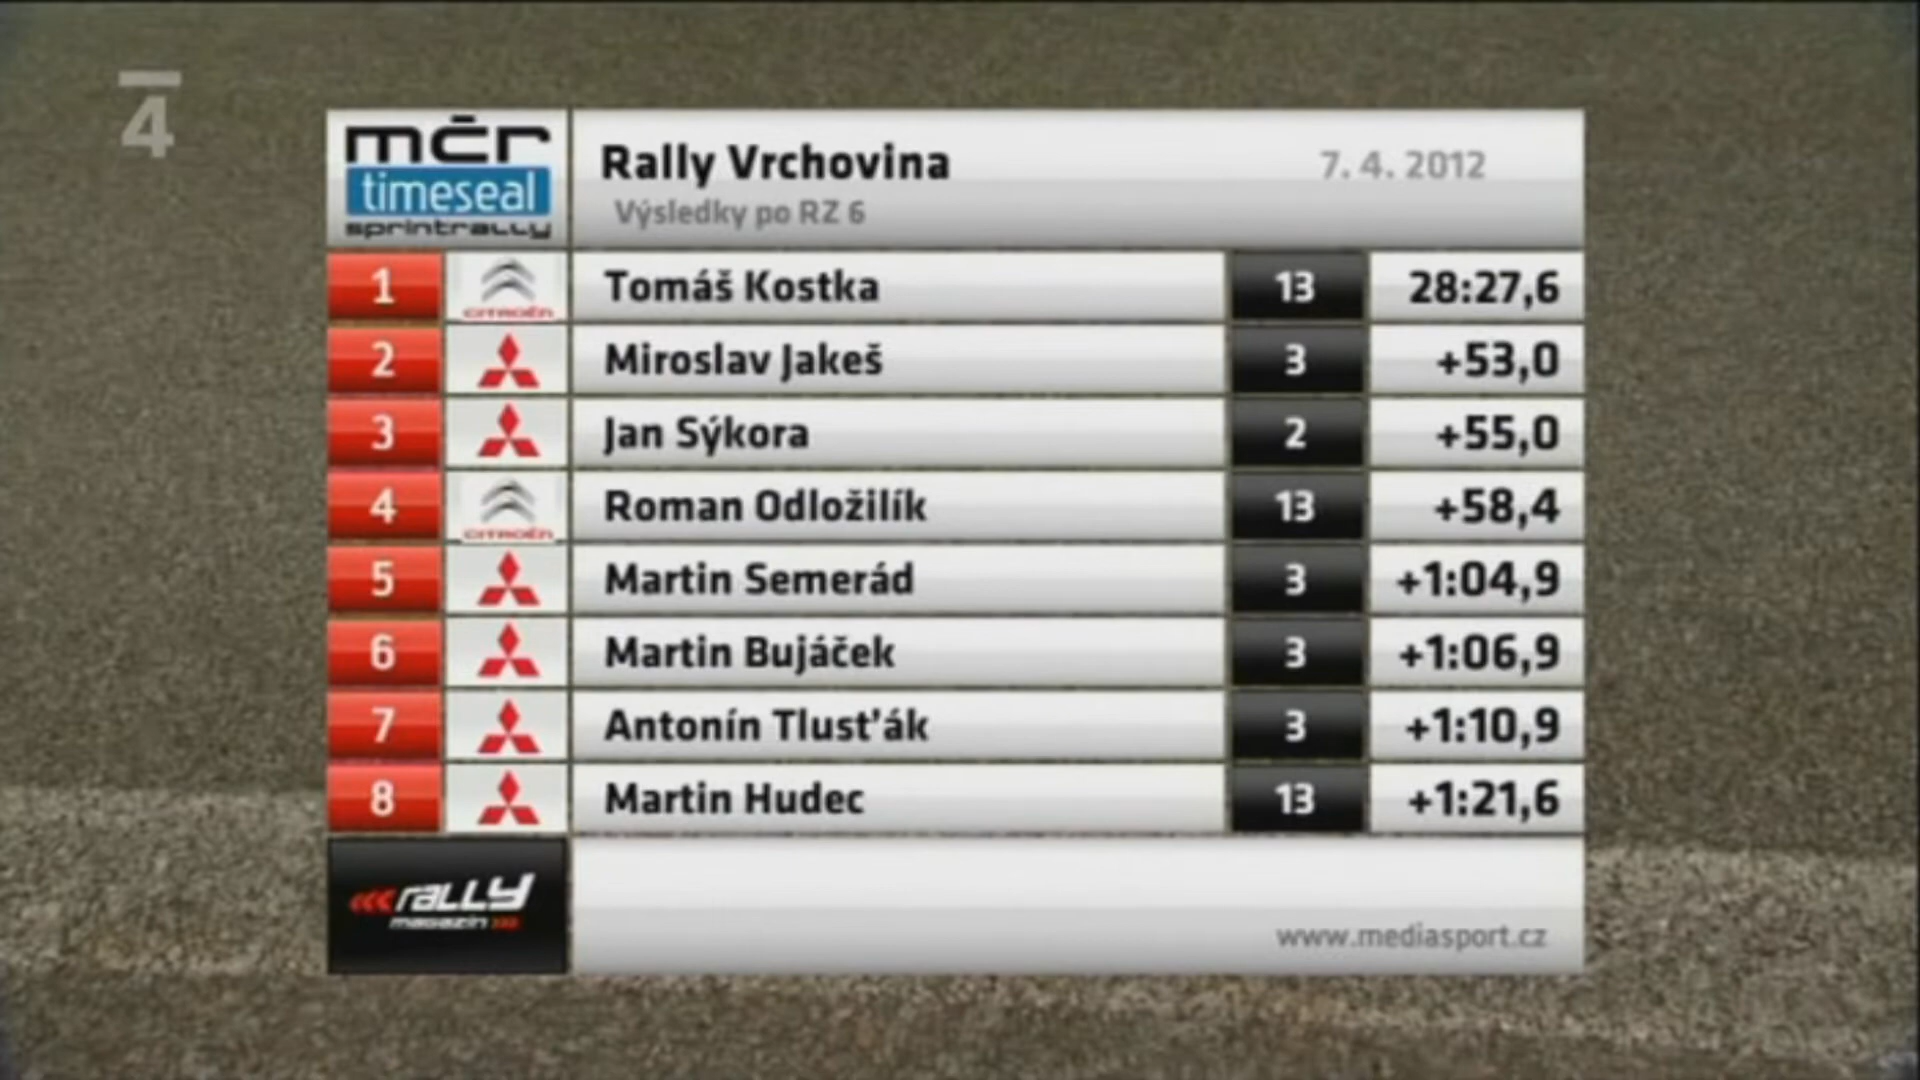 4
mčr
timeseal
sprintrally
Rally Vrchovina
7. 4. 2012
Výsledky po RZ 6
1 CITROËN Tomáš Kostka 13 28:27,6
2 Miroslav Jakeš 3 +53,0
3 Jan Sýkora 2 +55,0
4 CITROËN Roman Odložilík 13 +58,4
5 Martin Semerád 3 +1:04,9
6 Martin Bujáček 3 +1:06,9
7 Antonín Tlusťák 3 +1:10,9
8 Martin Hudec 13 +1:21,6
rally
magazín
www.mediasport.cz